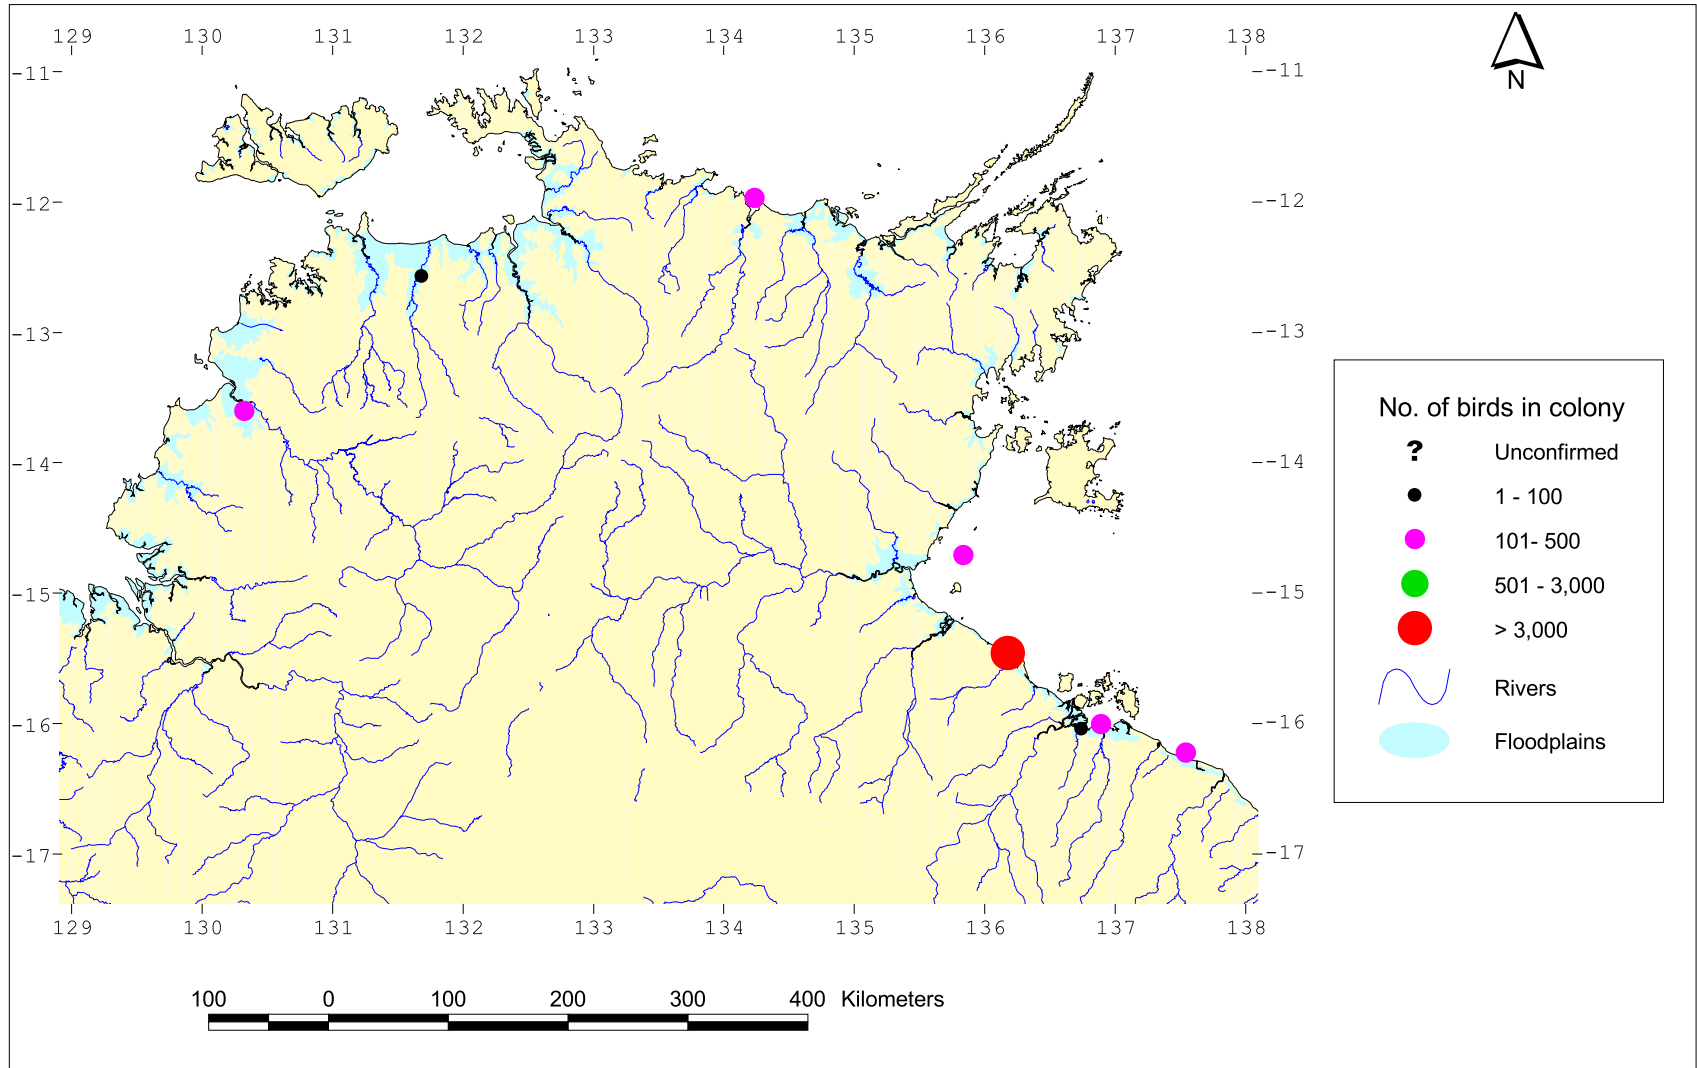 129 130 131 132 133 134 135 136 137 138
-11 -11
N
-12 -12
-13 -13
No. of birds in colony
? Unconfirmed
1 - 100
101- 500
501 - 3,000
> 3,000
Rivers
Floodplains
-14 -14
-15 -15
-16 -16
-17 -17
129 130 131 132 133 134 135 136 137 138
100 0 100 200 300 400 Kilometers